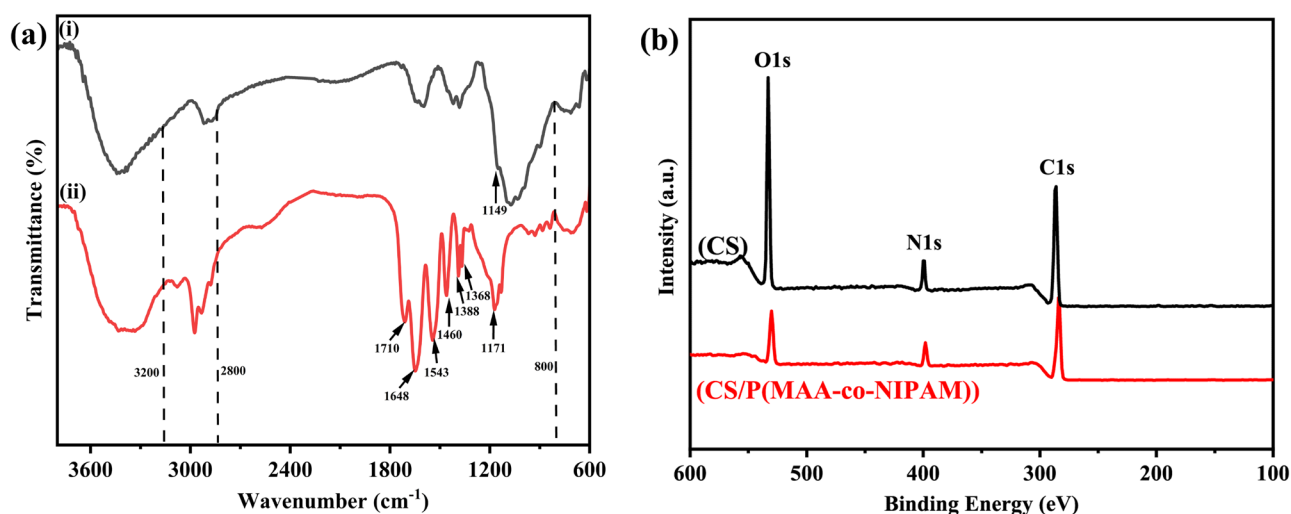 (a)
(i)
(ii)
1149
1710
1648
1543
1460
1388
1368
1171
3200
2800
800
Transmittance (%)
3600 3000 2400 1800 1200 600
Wavenumber (cm⁻¹)
(b)
O1s
N1s
C1s
(CS)
(CS/P(MAA-co-NIPAM))
Intensity (a.u.)
600 500 400 300 200 100
Binding Energy (eV)